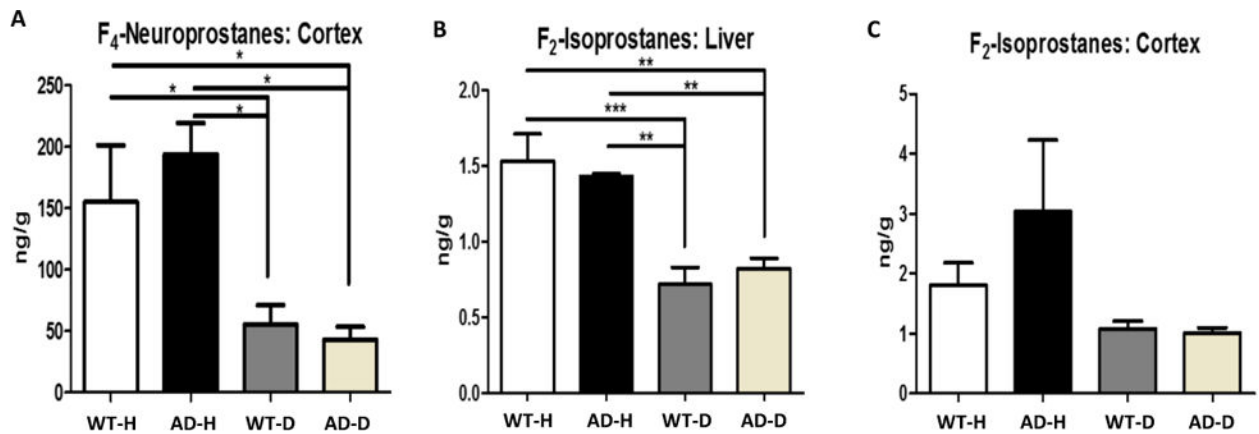 A
F₄-Neuroprostanes: Cortex
*
*
*
*
250
200
150
100
50
0
ng/g
WT-H AD-H WT-D AD-D
B
F₂-Isoprostanes: Liver
**
**
***
**
2.0
1.5
1.0
0.5
0.0
ng/g
WT-H AD-H WT-D AD-D
C
F₂-Isoprostanes: Cortex
5
4
3
2
1
0
ng/g
WT-H AD-H WT-D AD-D